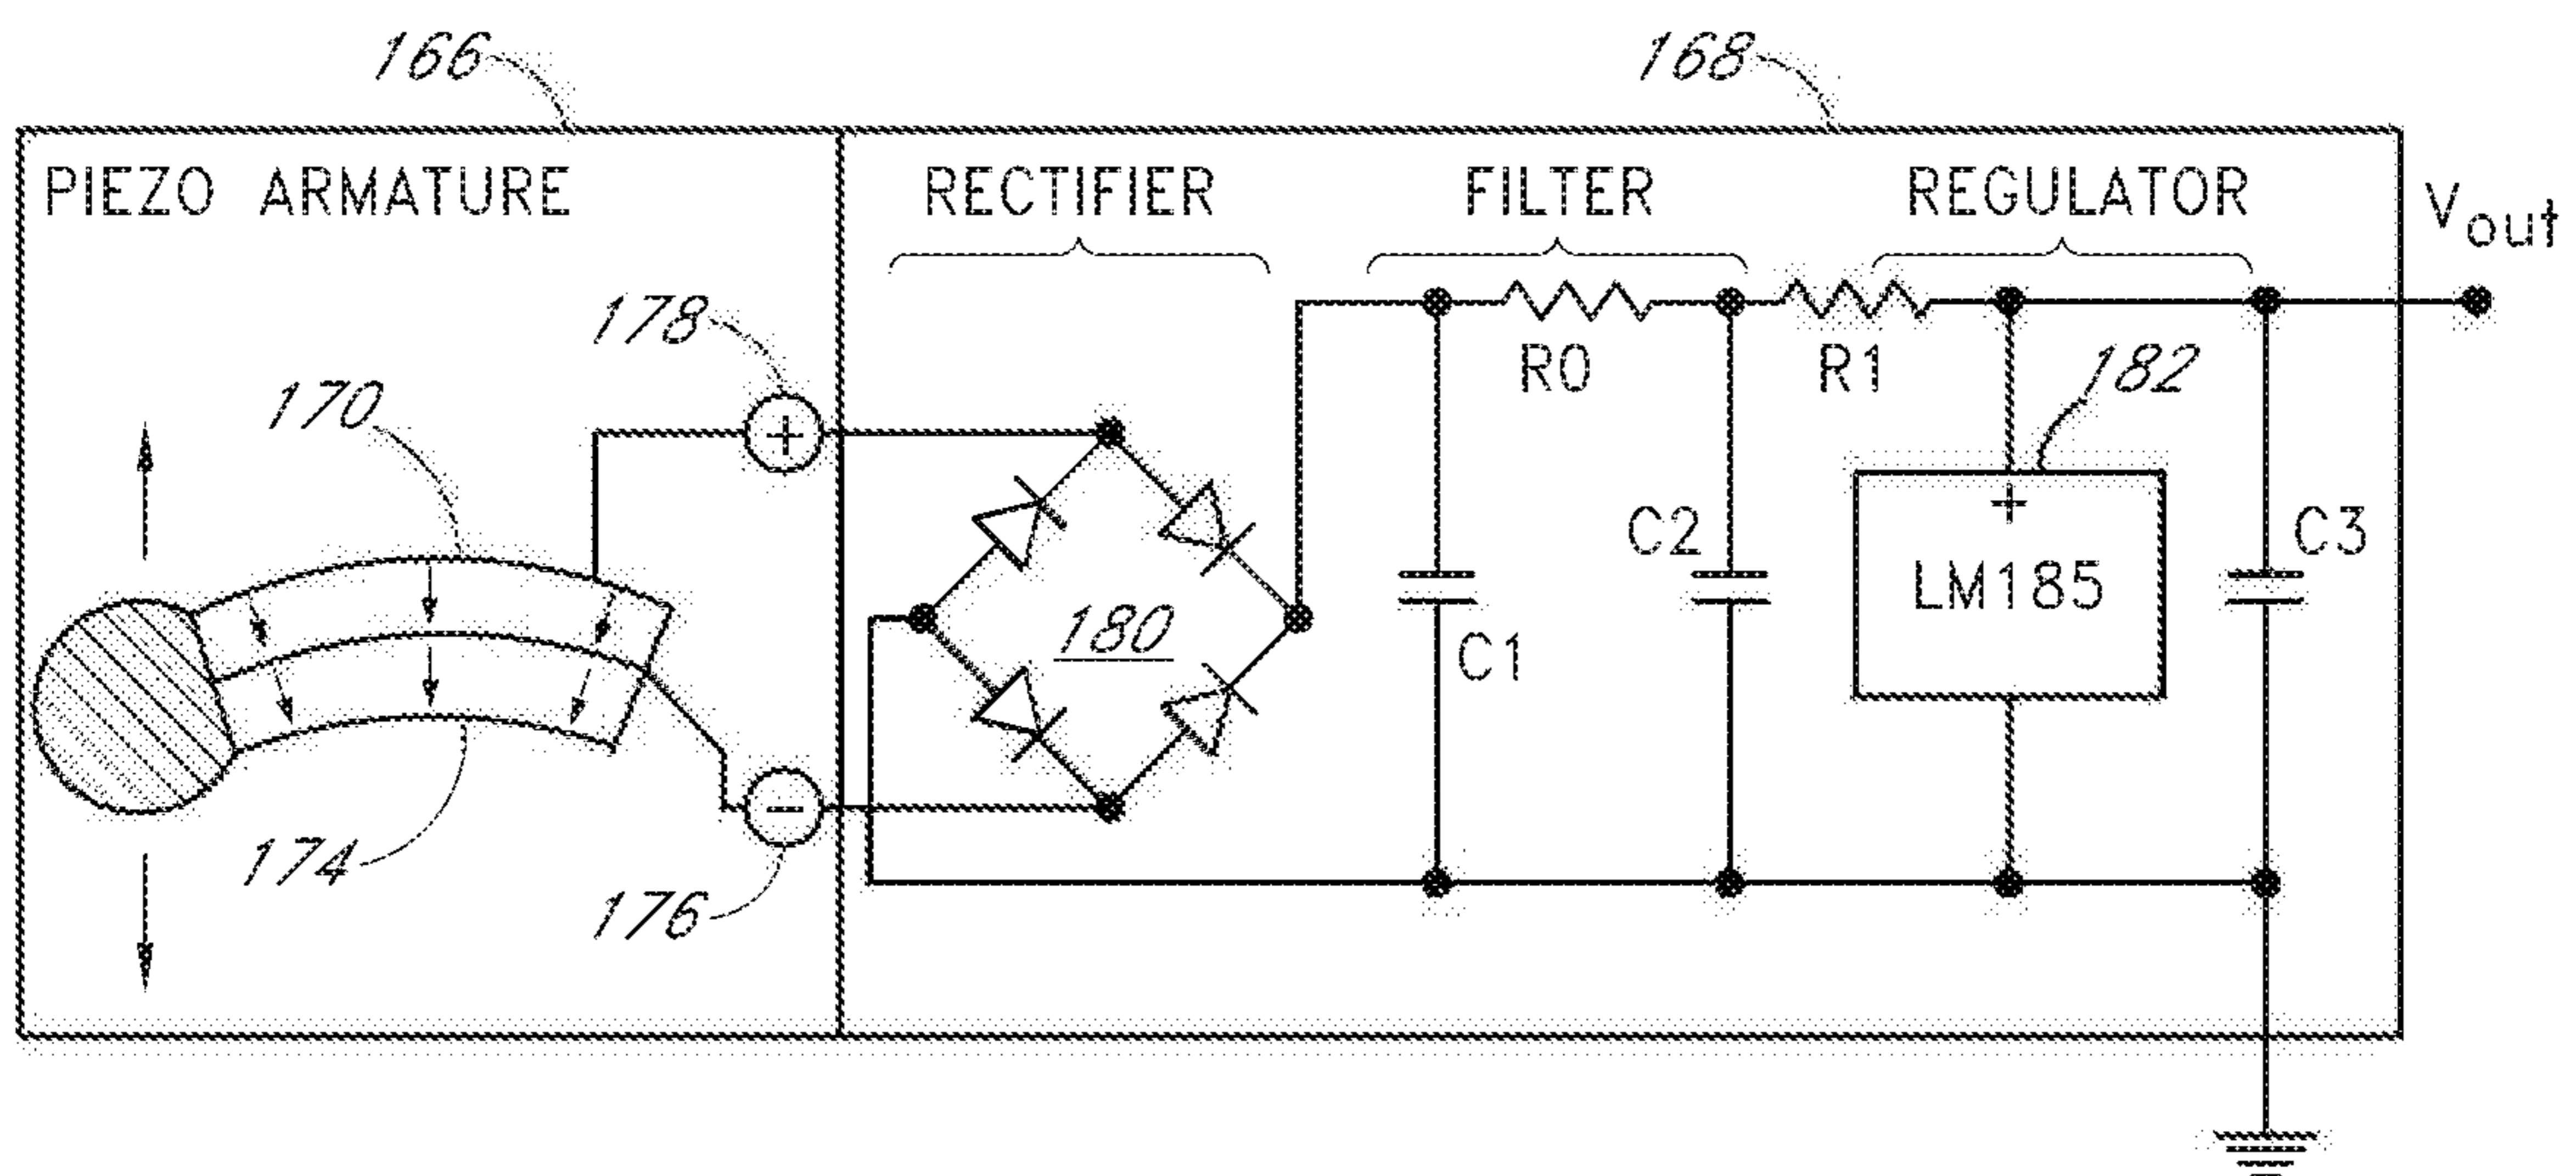 166
168
PIEZO ARMATURE
RECTIFIER
FILTER
REGULATOR
Vout
178
+
170
R0
R1
182
+
C2
C3
LM185
180
C1
174
−
176